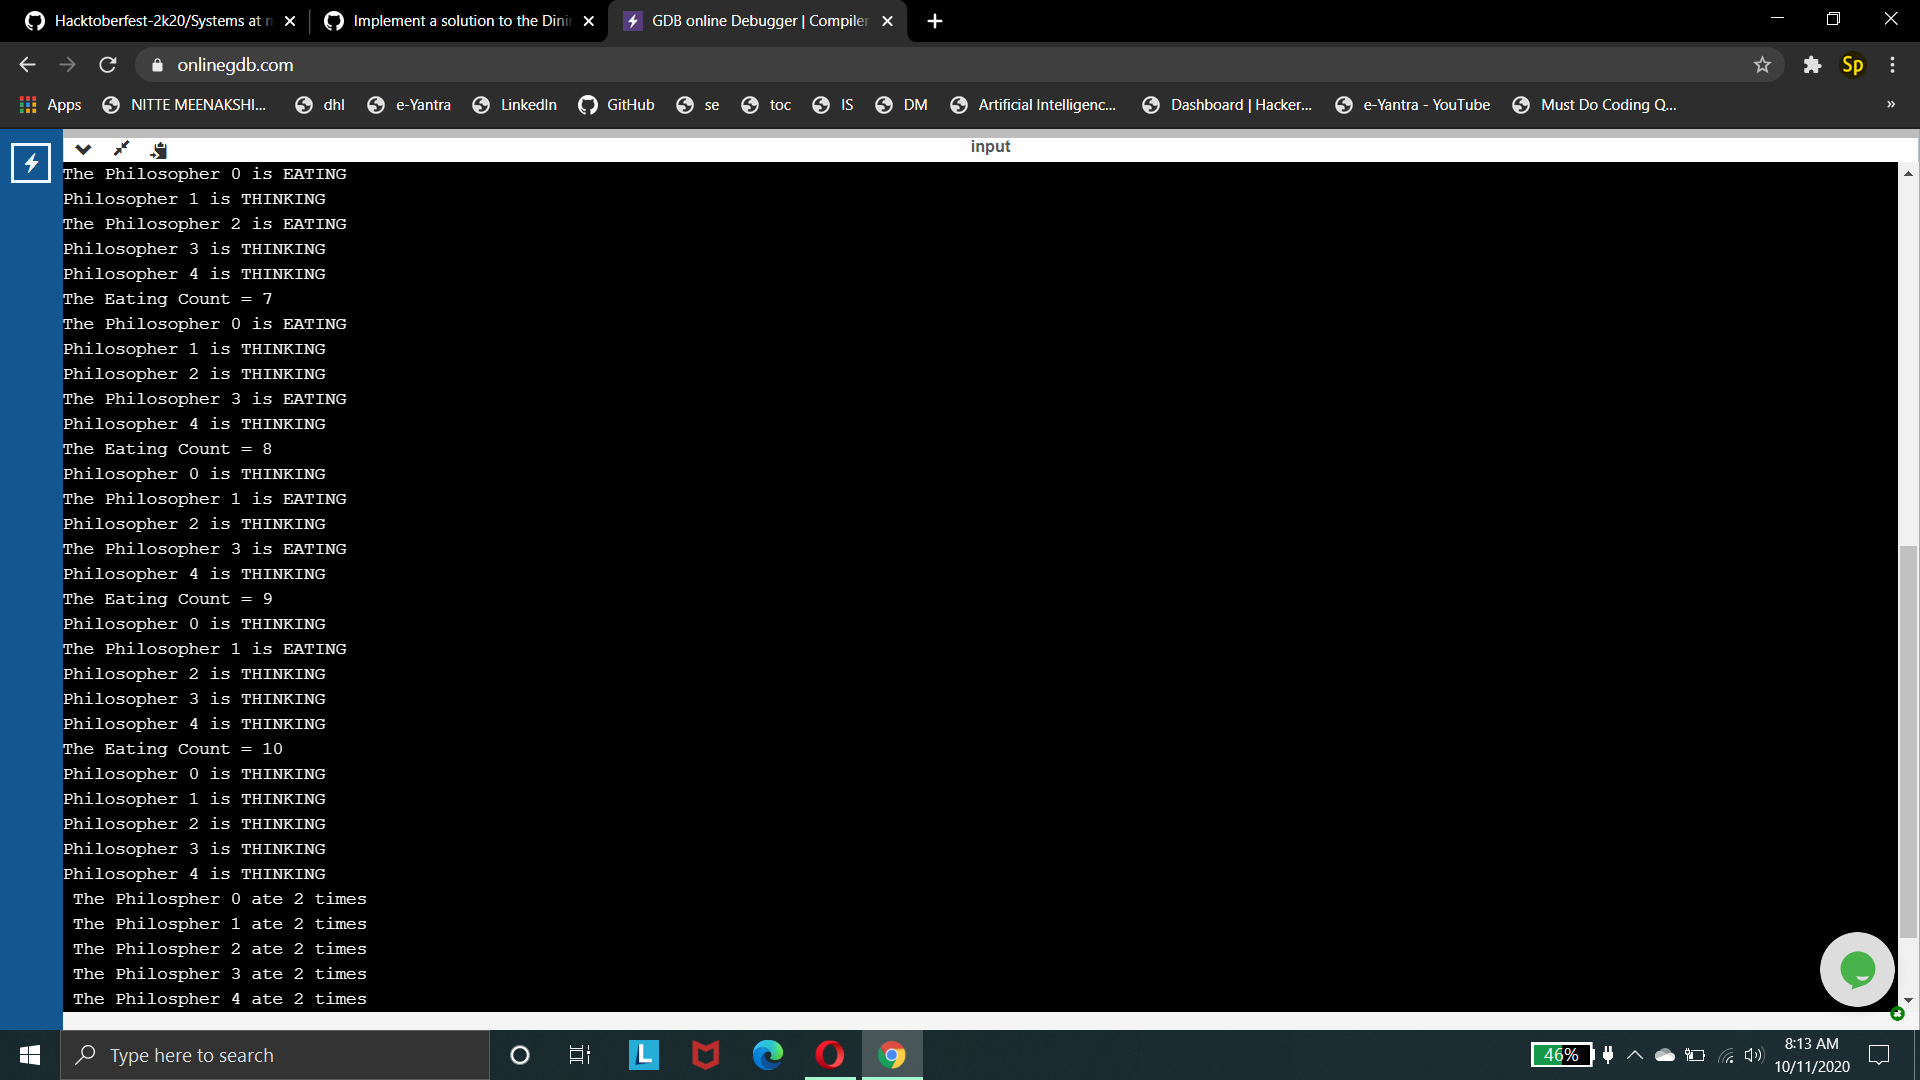 Hacktoberfest-2k20/Systems at m
Implement a solution to the Dini
GDB online Debugger | Compiler
onlinegdb.com
Sp
Apps
NITTE MEENAKSHI...
dhl
e-Yantra
LinkedIn
GitHub
se
toc
IS
DM
Artificial Intelligenc...
Dashboard | Hacker...
e-Yantra - YouTube
Must Do Coding Q...
»
input
The Philosopher 0 is EATING
Philosopher 1 is THINKING
The Philosopher 2 is EATING
Philosopher 3 is THINKING
Philosopher 4 is THINKING
The Eating Count = 7
The Philosopher 0 is EATING
Philosopher 1 is THINKING
Philosopher 2 is THINKING
The Philosopher 3 is EATING
Philosopher 4 is THINKING
The Eating Count = 8
Philosopher 0 is THINKING
The Philosopher 1 is EATING
Philosopher 2 is THINKING
The Philosopher 3 is EATING
Philosopher 4 is THINKING
The Eating Count = 9
Philosopher 0 is THINKING
The Philosopher 1 is EATING
Philosopher 2 is THINKING
Philosopher 3 is THINKING
Philosopher 4 is THINKING
The Eating Count = 10
Philosopher 0 is THINKING
Philosopher 1 is THINKING
Philosopher 2 is THINKING
Philosopher 3 is THINKING
Philosopher 4 is THINKING
The Philospher 0 ate 2 times
The Philospher 1 ate 2 times
The Philospher 2 ate 2 times
The Philospher 3 ate 2 times
The Philospher 4 ate 2 times
Type here to search
L
46%
8:13 AM
10/11/2020